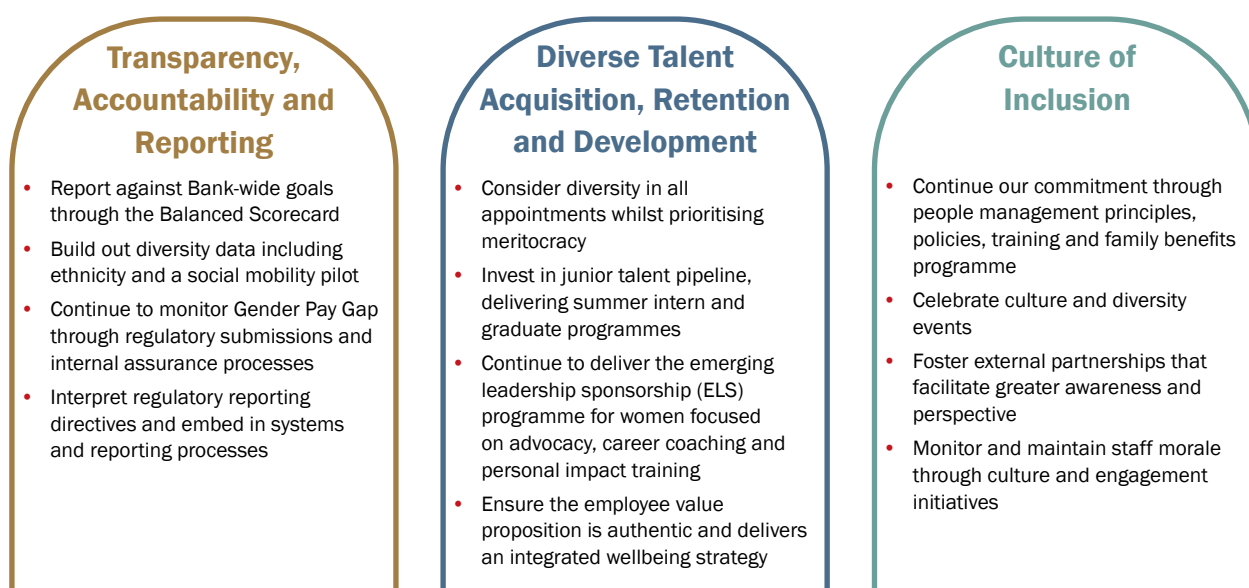 Transparency,
Accountability and
Reporting
• Report against Bank-wide goals
through the Balanced Scorecard
• Build out diversity data including
ethnicity and a social mobility pilot
• Continue to monitor Gender Pay Gap
through regulatory submissions and
internal assurance processes
• Interpret regulatory reporting
directives and embed in systems
and reporting processes
Diverse Talent
Acquisition, Retention
and Development
• Consider diversity in all
appointments whilst prioritising
meritocracy
• Invest in junior talent pipeline,
delivering summer intern and
graduate programmes
• Continue to deliver the emerging
leadership sponsorship (ELS)
programme for women focused
on advocacy, career coaching and
personal impact training
• Ensure the employee value
proposition is authentic and delivers
an integrated wellbeing strategy
Culture of
Inclusion
• Continue our commitment through
people management principles,
policies, training and family benefits
programme
• Celebrate culture and diversity
events
• Foster external partnerships that
facilitate greater awareness and
perspective
• Monitor and maintain staff morale
through culture and engagement
initiatives